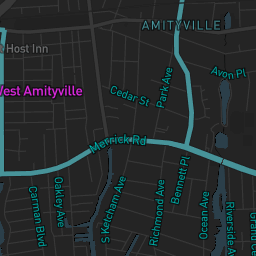 AMITYVILLE
Host Inn
Avon Pl
Park Ave
West Amityville
Cedar St
Merrick Rd
Bennett Pl
Oakley Ave
Carman Blvd
S Ketcham Ave
Richmond Ave
Ocean Ave
Riverside A